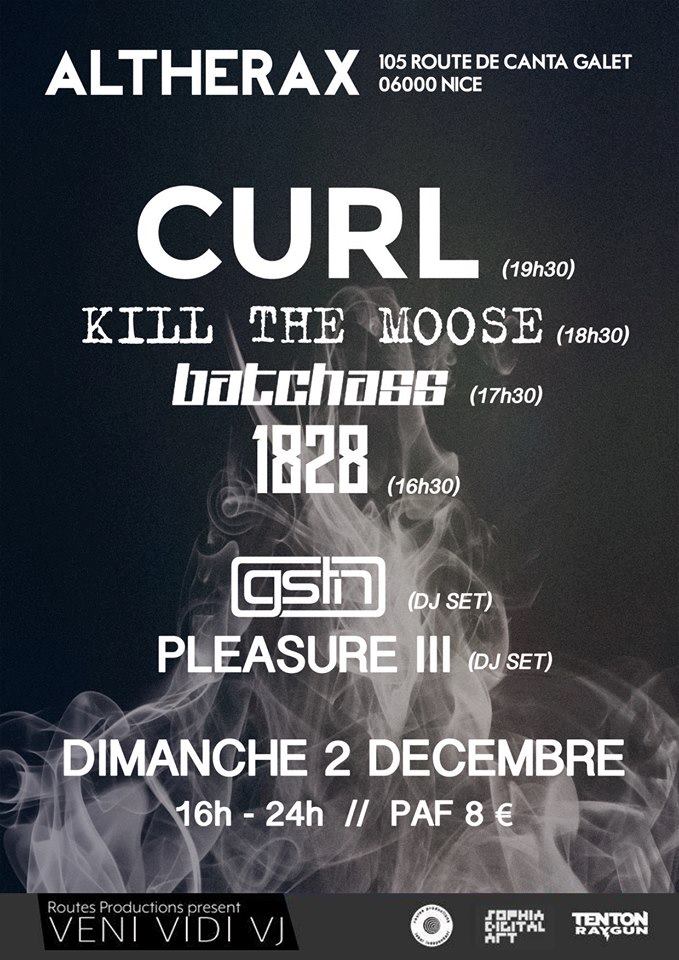 ALTHERAX
105 ROUTE DE CANTA GALET
06000 NICE
CURL (19h30)
KILL THE MOOSE (18h30)
batchass (17h30)
1828 (16h30)
gstn (DJ SET)
PLEASURE III (DJ SET)
DIMANCHE 2 DECEMBRE
16h - 24h // PAF 8 €
Routes Productions present
VENI VIDI VJ
SOPHIA
DIGITAL
ART
TENTON
RAYGUN